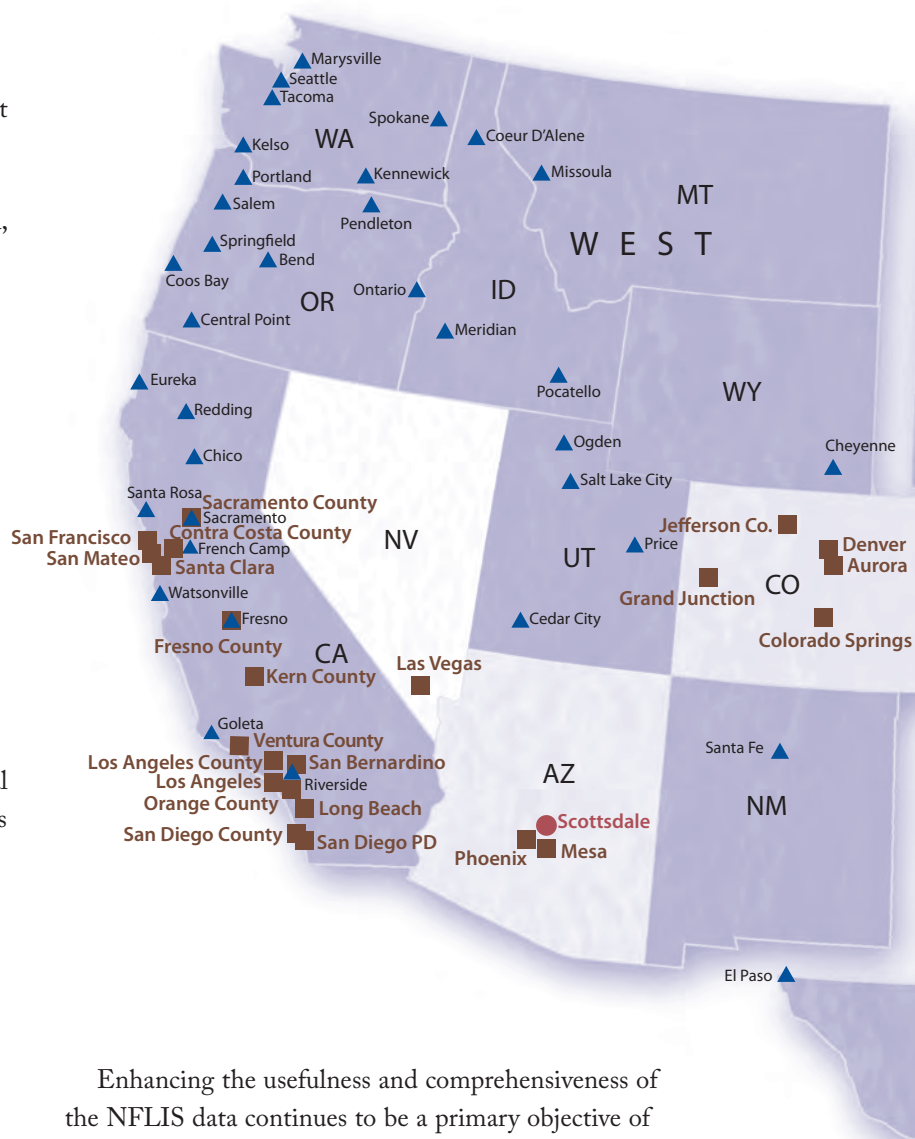 t
,
l
s
Marysville
Seattle
Tacoma
Spokane
WA
Coeur D'Alene
Kelso
Portland
Kennewick
Missoula
MT
Salem
Pendleton
WEST
Springfield
Bend
Coos Bay
Ontario
ID
OR
Central Point
Meridian
Eureka
Pocatello
WY
Redding
Ogden
Cheyenne
Chico
Salt Lake City
Santa Rosa
Sacramento County
Sacramento
Jefferson Co.
San Francisco
Contra Costa County
NV
Price
Denver
San Mateo
French Camp
UT
Aurora
Santa Clara
CO
Watsonville
Grand Junction
Fresno
Cedar City
Fresno County
Colorado Springs
CA
Las Vegas
Kern County
Goleta
Ventura County
Santa Fe
Los Angeles County
San Bernardino
Los Angeles
Riverside
AZ
Orange County
Long Beach
NM
San Diego County
San Diego PD
Scottsdale
Phoenix
Mesa
El Paso
Enhancing the usefulness and comprehensiveness of
the NFLIS data continues to be a primary objective of